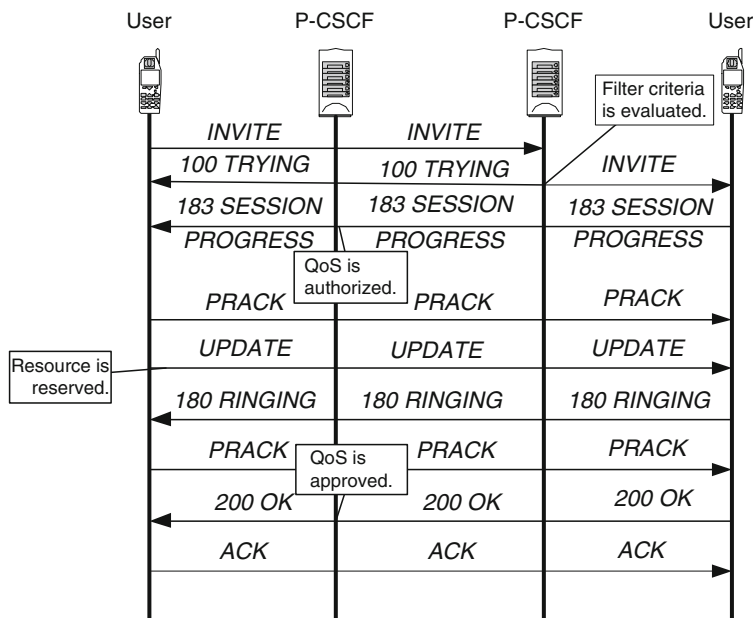 User P-CSCF P-CSCF User
Filter criteria
is evaluated.
INVITE INVITE
100 TRYING 100 TRYING INVITE
183 SESSION 183 SESSION 183 SESSION
PROGRESS PROGRESS PROGRESS
QoS is
authorized.
PRACK PRACK PRACK
UPDATE UPDATE UPDATE
Resource is
reserved.
180 RINGING 180 RINGING 180 RINGING
PRACK PRACK PRACK
QoS is
approved.
200 OK 200 OK 200 OK
ACK ACK ACK